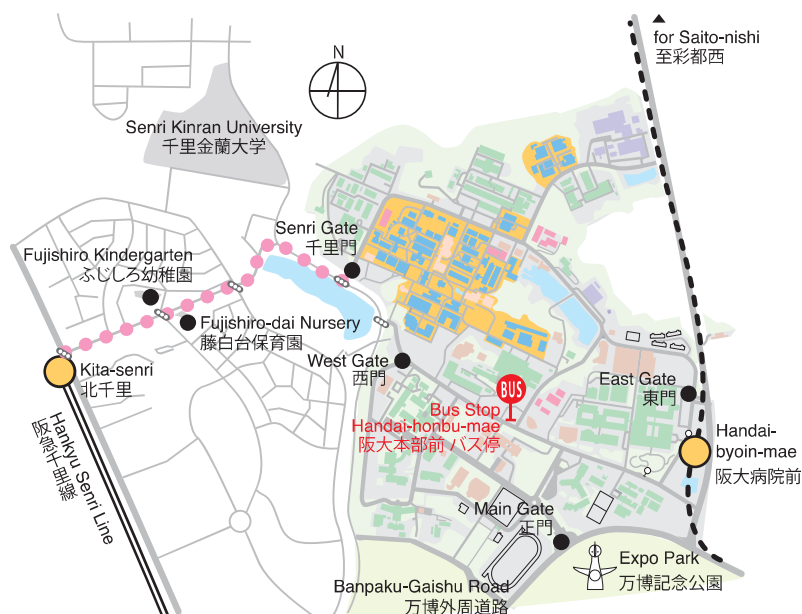 for Saito-nishi
至彩都西
N
Senri Kinran University
千里金蘭大学
Senri Gate
千里門
Fujishiro Kindergarten
ふじしろ幼稚園
Fujishiro-dai Nursery
藤白台保育園
West Gate
西門
Kita-senri
北千里
East Gate
東門
BUS
Bus Stop
Handai-honbu-mae
阪大本部前 バス停
Handai-
byoin-mae
阪大病院前
Hankyu Senri Line
阪急千里線
Main Gate
正門
Expo Park
万博記念公園
Banpaku-Gaishu Road
万博外周道路